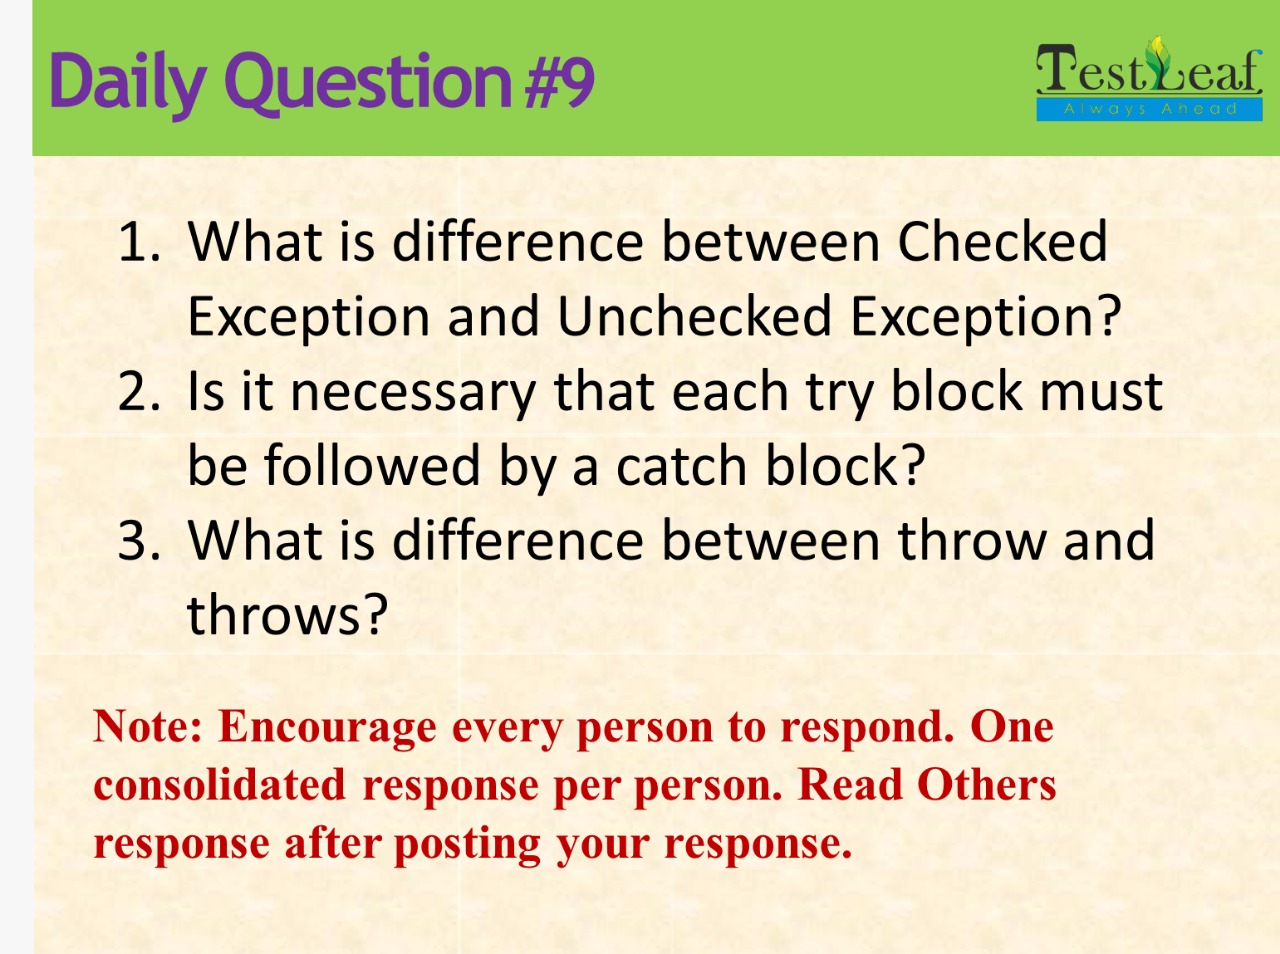 Daily Question #9
TestLeaf
Always Ahead
1. What is difference between Checked
Exception and Unchecked Exception?
2. Is it necessary that each try block must
be followed by a catch block?
3. What is difference between throw and
throws?
Note: Encourage every person to respond. One
consolidated response per person. Read Others
response after posting your response.